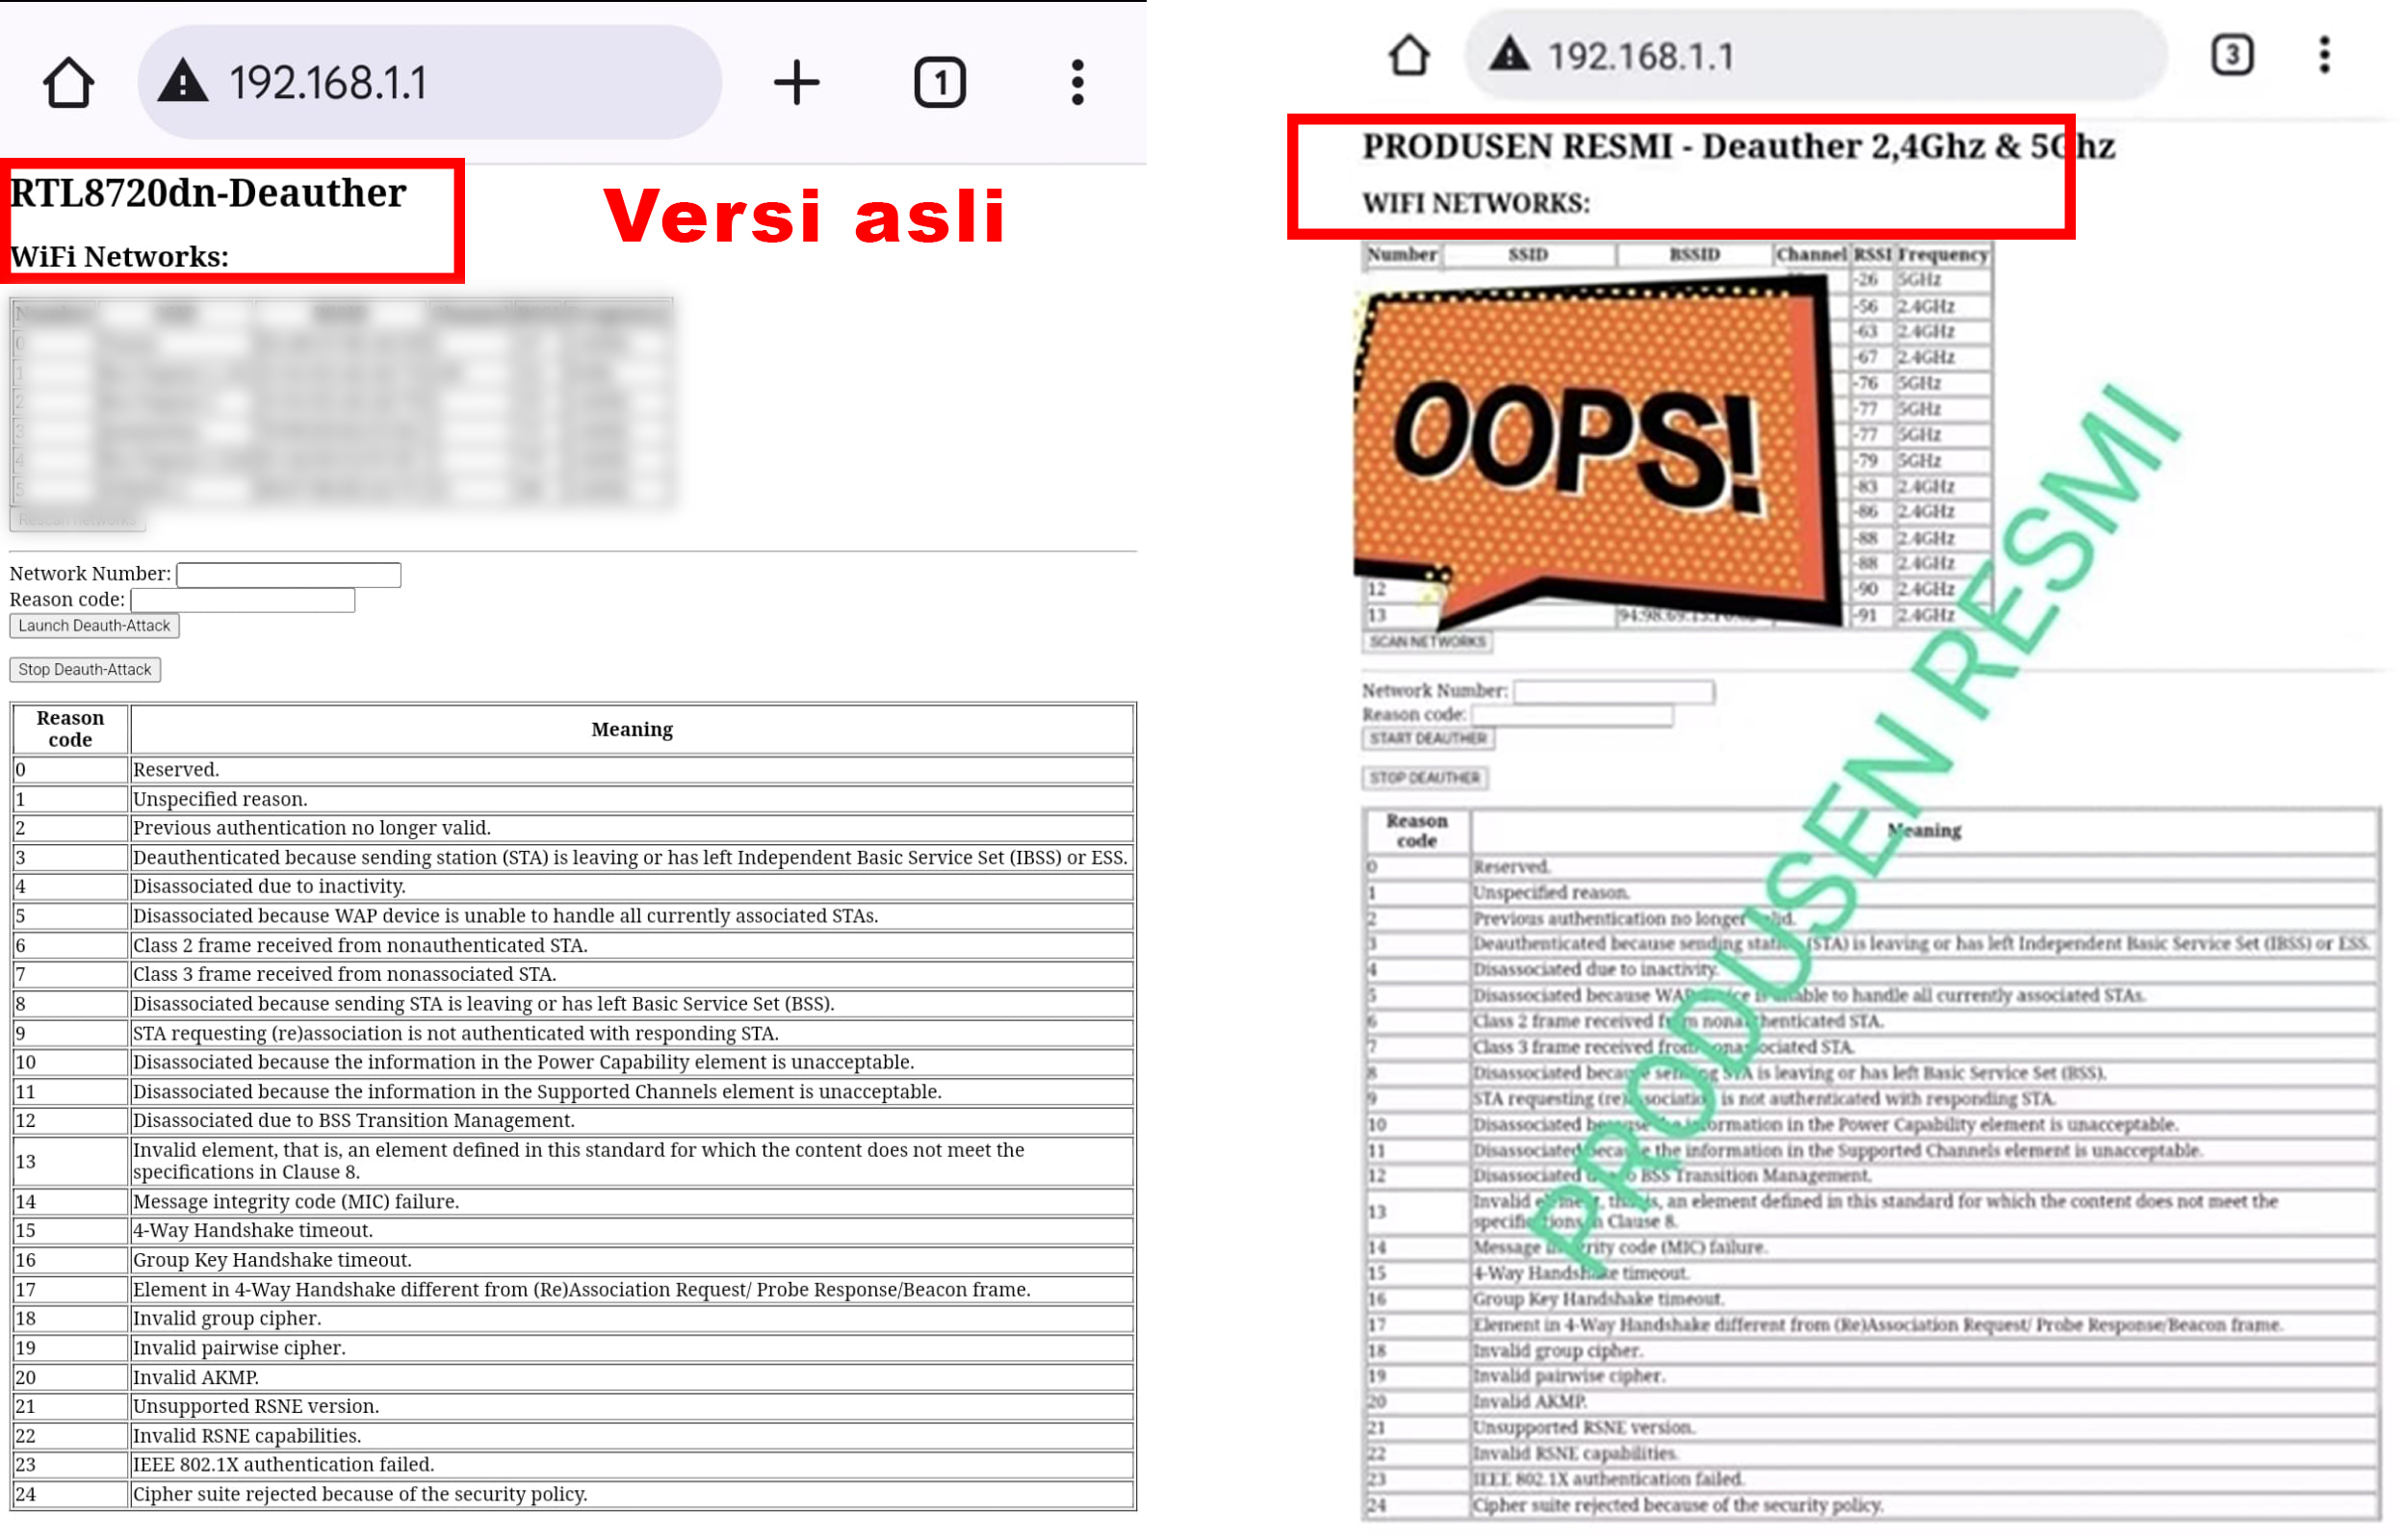 192.168.1.1
1
RTL8720dn-Deauther
WiFi Networks:
Versi asli
0
1
2
3
4
5
Rescan networks
Network Number:
Reason code:
Launch Deauth-Attack
Stop Deauth-Attack
Reason code Meaning
0 Reserved.
1 Unspecified reason.
2 Previous authentication no longer valid.
3 Deauthenticated because sending station (STA) is leaving or has left Independent Basic Service Set (IBSS) or ESS.
4 Disassociated due to inactivity.
5 Disassociated because WAP device is unable to handle all currently associated STAs.
6 Class 2 frame received from nonauthenticated STA.
7 Class 3 frame received from nonassociated STA.
8 Disassociated because sending STA is leaving or has left Basic Service Set (BSS).
9 STA requesting (re)association is not authenticated with responding STA.
10 Disassociated because the information in the Power Capability element is unacceptable.
11 Disassociated because the information in the Supported Channels element is unacceptable.
12 Disassociated due to BSS Transition Management.
13 Invalid element, that is, an element defined in this standard for which the content does not meet the
specifications in Clause 8.
14 Message integrity code (MIC) failure.
15 4-Way Handshake timeout.
16 Group Key Handshake timeout.
17 Element in 4-Way Handshake different from (Re)Association Request/ Probe Response/Beacon frame.
18 Invalid group cipher.
19 Invalid pairwise cipher.
20 Invalid AKMP.
21 Unsupported RSNE version.
22 Invalid RSNE capabilities.
23 IEEE 802.1X authentication failed.
24 Cipher suite rejected because of the security policy.
192.168.1.1
3
PRODUSEN RESMI - Deauther 2,4Ghz & 5Ghz
WIFI NETWORKS:
Number SSID BSSID Channel RSSI Frequency
-26 5GHz
-56 2.4GHz
-63 2.4GHz
-67 2.4GHz
-76 5GHz
-77 5GHz
-77 5GHz
-79 5GHz
-83 2.4GHz
-86 2.4GHz
-88 2.4GHz
-88 2.4GHz
12 -90 2.4GHz
13 -91 2.4GHz
OOPS!
SCAN NETWORKS
Network Number:
Reason code:
START DEAUTHER
STOP DEAUTHER
Reason code Meaning
0 Reserved.
1 Unspecified reason.
2 Previous authentication no longer valid.
3 Deauthenticated because sending station (STA) is leaving or has left Independent Basic Service Set (IBSS) or ESS.
4 Disassociated due to inactivity.
5 Disassociated because WAP device is unable to handle all currently associated STAs.
6 Class 2 frame received from nonauthenticated STA.
7 Class 3 frame received from nonassociated STA.
8 Disassociated because sending STA is leaving or has left Basic Service Set (BSS).
9 STA requesting (re)association is not authenticated with responding STA.
10 Disassociated because the information in the Power Capability element is unacceptable.
11 Disassociated because the information in the Supported Channels element is unacceptable.
12 Disassociated due to BSS Transition Management.
13 Invalid element, that is, an element defined in this standard for which the content does not meet the
specifications in Clause 8.
14 Message integrity code (MIC) failure.
15 4-Way Handshake timeout.
16 Group Key Handshake timeout.
17 Element in 4-Way Handshake different from (Re)Association Request/ Probe Response/Beacon frame.
18 Invalid group cipher.
19 Invalid pairwise cipher.
20 Invalid AKMP.
21 Unsupported RSNE version.
22 Invalid RSNE capabilities.
23 IEEE 802.1X authentication failed.
24 Cipher suite rejected because of the security policy.
PRODUSEN RESMI